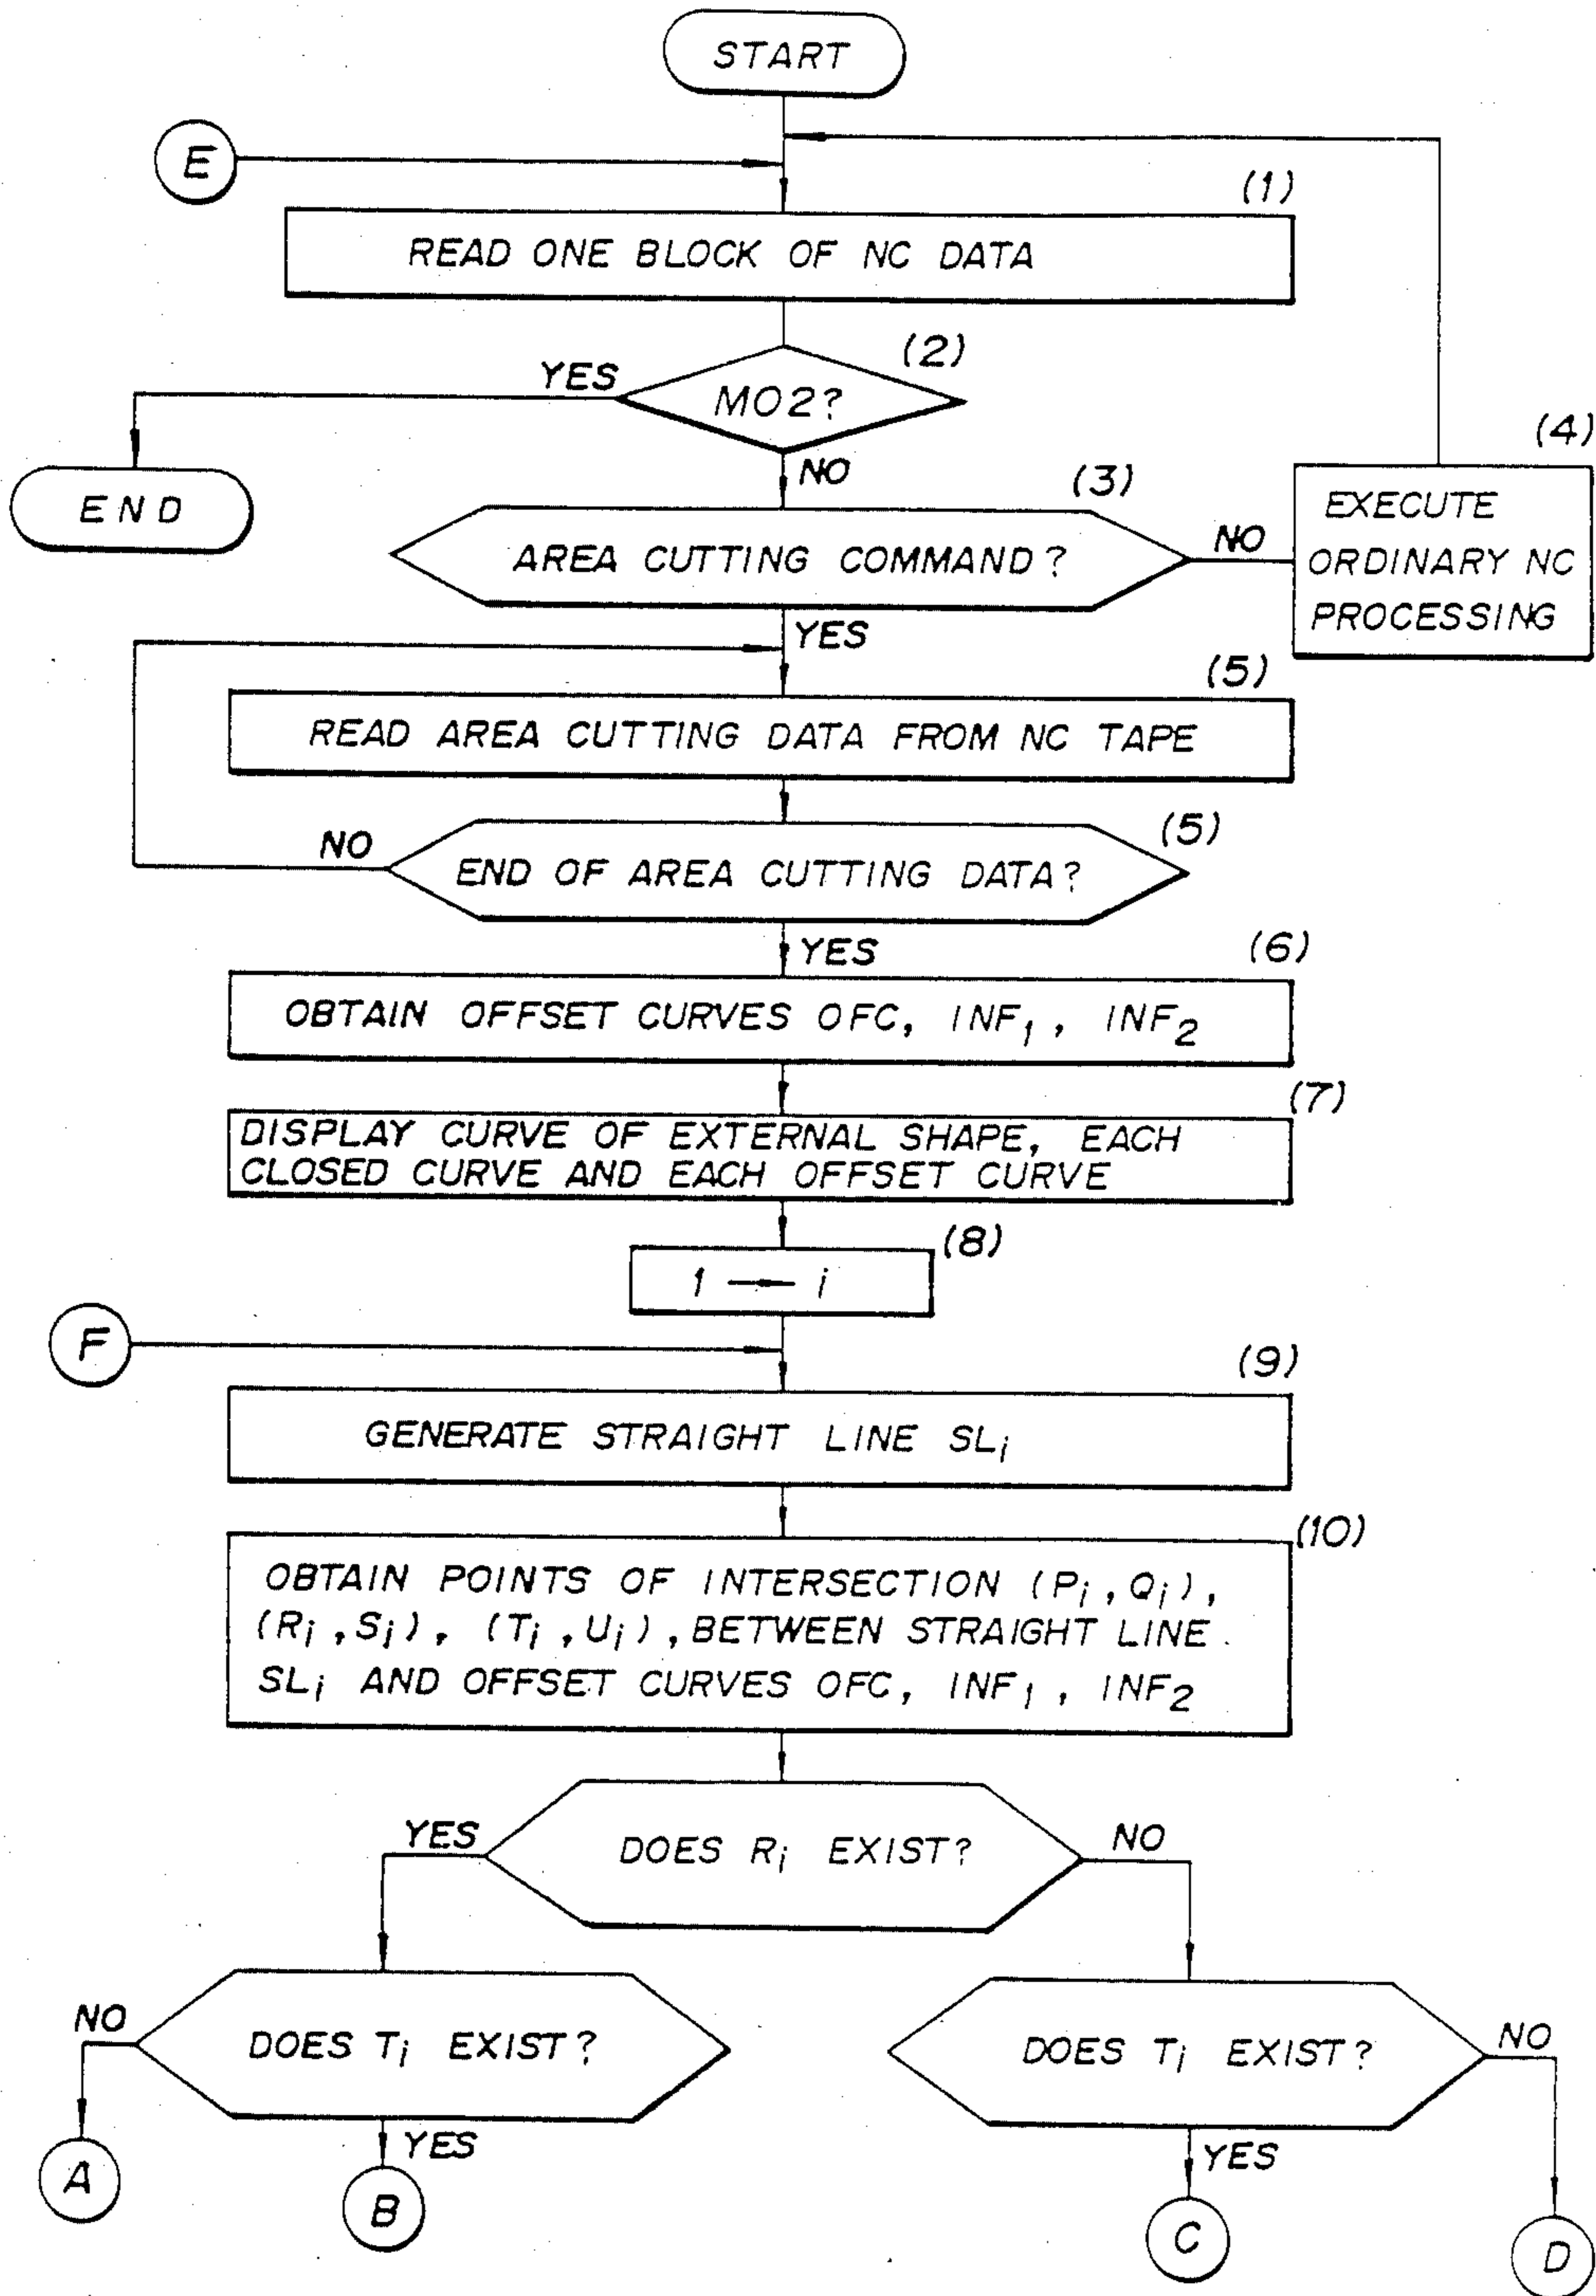 START
E
(1)
READ ONE BLOCK OF NC DATA
(2)
YES
MO2?
NO
(4)
END
(3)
AREA CUTTING COMMAND?
NO
EXECUTE
ORDINARY NC
PROCESSING
YES
(5)
READ AREA CUTTING DATA FROM NC TAPE
(5)
NO
END OF AREA CUTTING DATA?
YES
(6)
OBTAIN OFFSET CURVES OFC, INF₁, INF₂
(7)
DISPLAY CURVE OF EXTERNAL SHAPE, EACH
CLOSED CURVE AND EACH OFFSET CURVE
(8)
1 → i
F
(9)
GENERATE STRAIGHT LINE SLᵢ
(10)
OBTAIN POINTS OF INTERSECTION (Pᵢ, Qᵢ),
(Rᵢ, Sᵢ), (Tᵢ, Uᵢ), BETWEEN STRAIGHT LINE
SLᵢ AND OFFSET CURVES OFC, INF₁, INF₂
YES
DOES Rᵢ EXIST?
NO
NO
DOES Tᵢ EXIST?
DOES Tᵢ EXIST?
NO
YES
YES
A
B
C
D